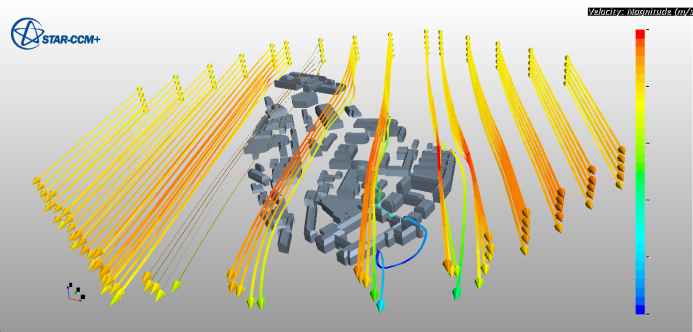 STAR-CCM+
Velocity: Magnitude (m/s